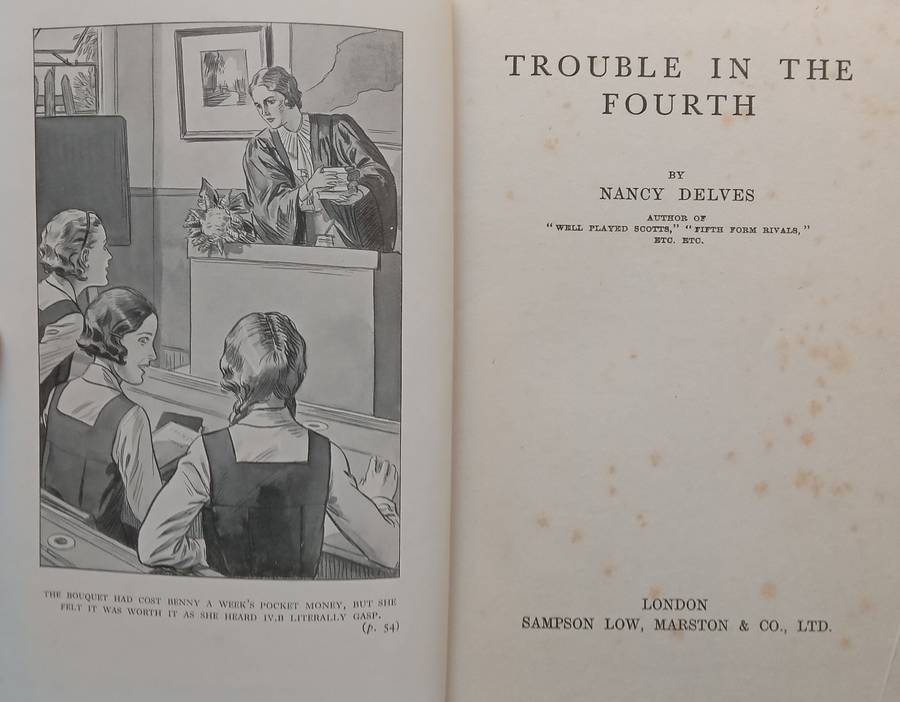 THE BOUQUET HAD COST BENNY A WEEK'S POCKET MONEY, BUT SHE
FELT IT WAS WORTH IT AS SHE HEARD IV.B LITERALLY GASP.
(p. 54)
TROUBLE IN THE
FOURTH
BY
NANCY DELVES
AUTHOR OF
"WELL PLAYED SCOTTS," "FIFTH FORM RIVALS,"
ETC. ETC.
LONDON
SAMPSON LOW, MARSTON & CO., LTD.